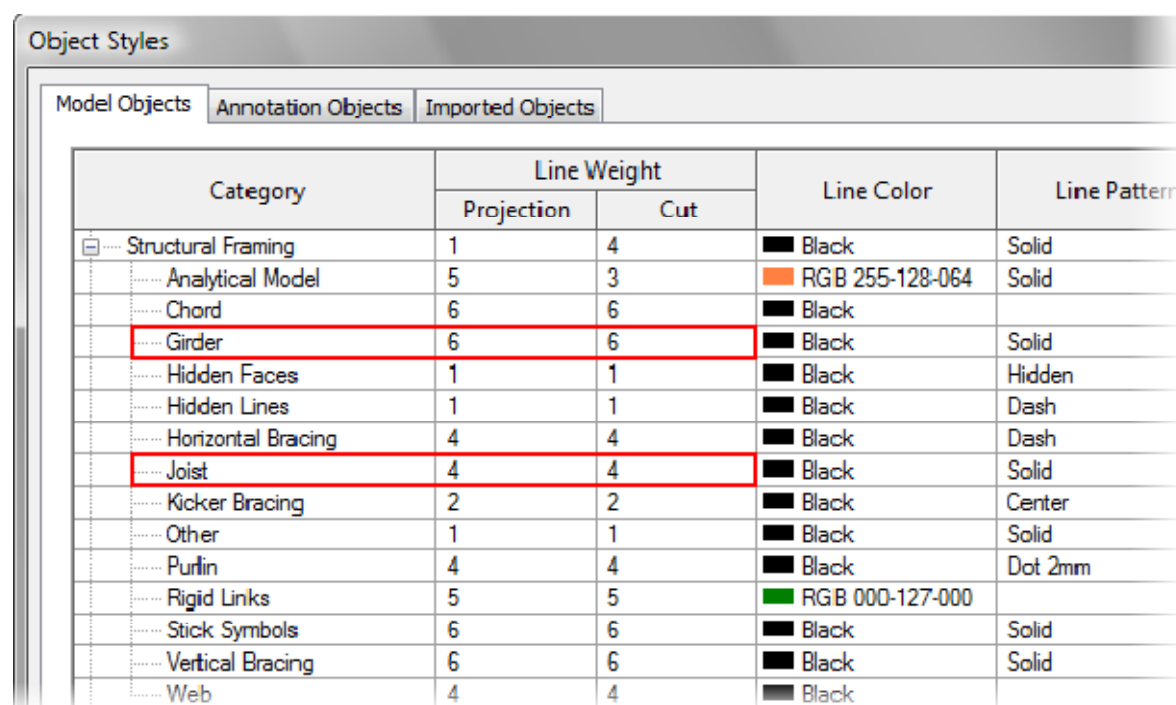 Object Styles
Model Objects Annotation Objects Imported Objects
Category Line Weight Line Color Line Pattern
Projection Cut
Structural Framing 1 4 Black Solid
Analytical Model 5 3 RGB 255-128-064 Solid
Chord 6 6 Black
Girder 6 6 Black Solid
Hidden Faces 1 1 Black Hidden
Hidden Lines 1 1 Black Dash
Horizontal Bracing 4 4 Black Dash
Joist 4 4 Black Solid
Kicker Bracing 2 2 Black Center
Other 1 1 Black Solid
Purlin 4 4 Black Dot 2mm
Rigid Links 5 5 RGB 000-127-000
Stick Symbols 6 6 Black Solid
Vertical Bracing 6 6 Black Solid
Web 4 4 Black